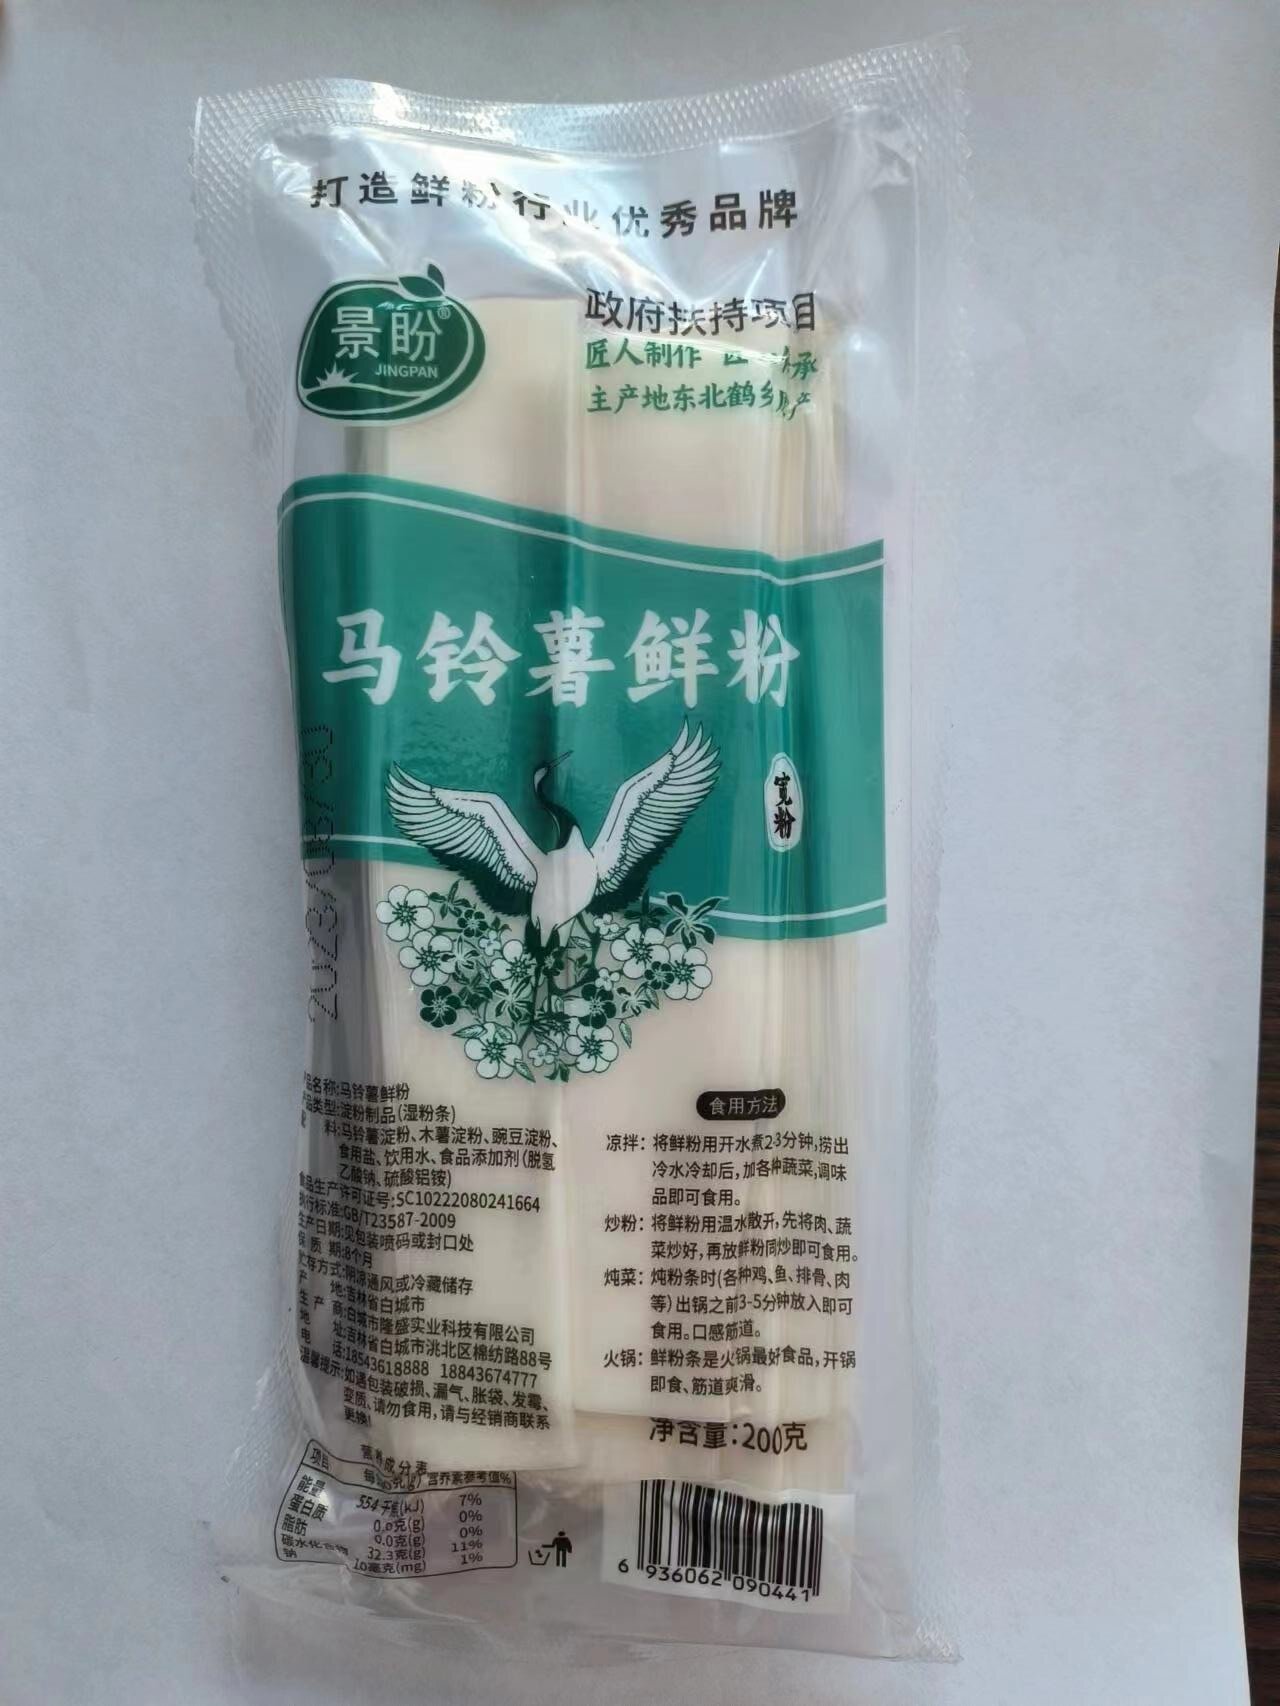 打造鲜粉行业优秀品牌
景盼®
JINGPAN
政府扶持项目
匠人制作 匠 传承
主产地东北鹤乡 产
马铃薯鲜粉
宽粉
产品名称:马铃薯鲜粉
产品类型:淀粉制品(湿粉条)
配 料:马铃薯淀粉、木薯淀粉、豌豆淀粉、
食用盐、饮用水、食品添加剂(脱氢
乙酸钠、硫酸铝铵)
食品生产许可证号:SC10222080241664
执行标准:GB/T23587-2009
生产日期:见包装喷码或封口处
保质期:8个月
贮存方式:阴凉通风或冷藏储存
产 地:吉林省白城市
生产商:白城市隆盛实业科技有限公司
地 址:吉林省白城市洮北区棉纺路88号
电 话:18543618888 18843674777
温馨提示:如遇包装破损、漏气、胀袋、发霉、
变质、请勿食用,请与经销商联系
更换!
食用方法
凉拌:将鲜粉用开水煮2-3分钟,捞出
冷水冷却后,加各种蔬菜,调味
品即可食用。
炒粉:将鲜粉用温水散开,先将肉、蔬
菜炒好,再放鲜粉同炒即可食用。
炖菜:炖粉条时(各种鸡、鱼、排骨、肉
等)出锅之前3-5分钟放入即可
食用。口感筋道。
火锅:鲜粉条是火锅最好食品,开锅
即食、筋道爽滑。
净含量:200克
营养成分表
项目 每100克(g) 营养素参考值%
能量 554千焦(kJ) 7%
蛋白质 0.0克(g) 0%
脂肪 0.0克(g) 0%
碳水化合物 32.3克(g) 11%
钠 10毫克(mg) 1%
6 936062 090441